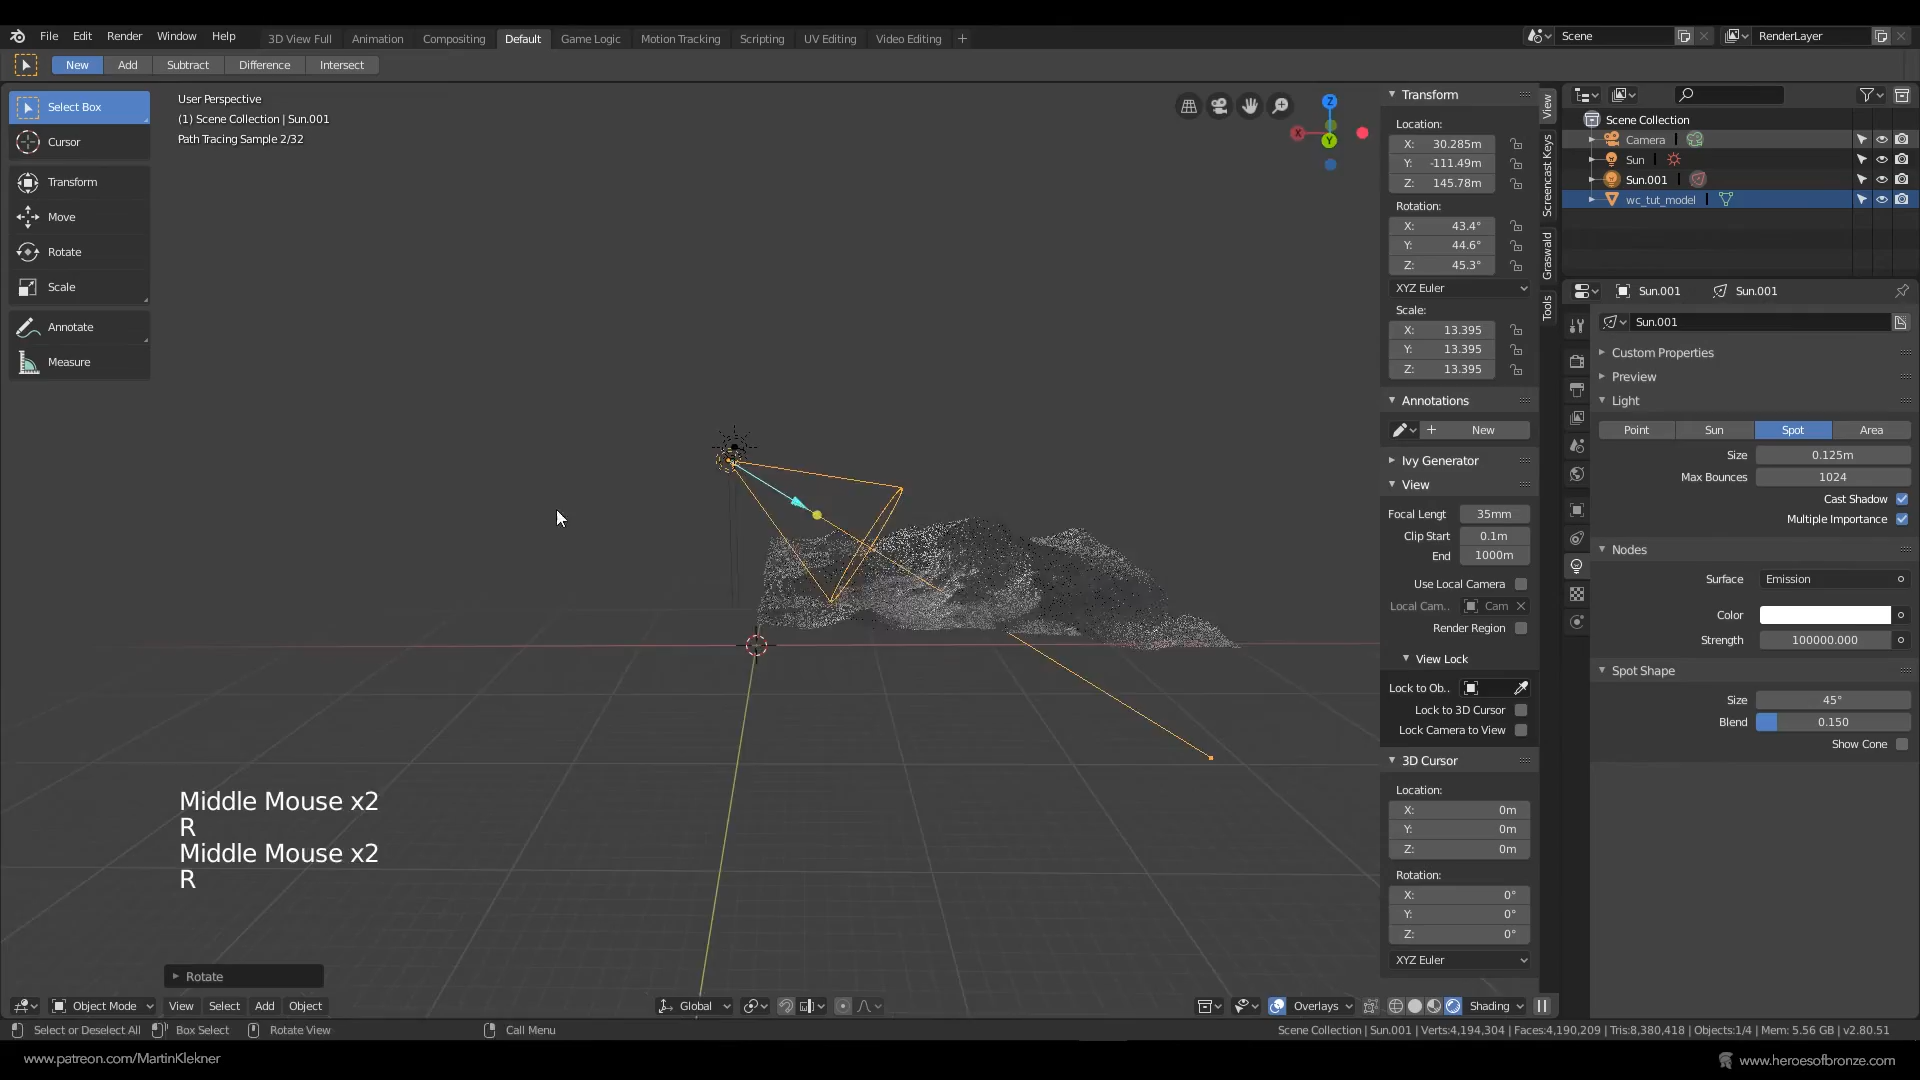 File Edit Render Window Help 3D View Full Animation Compositing Default Game Logic Motion Tracking Scripting UV Editing Video Editing + Scene RenderLayer
New Add Subtract Difference Intersect
Select Box
Cursor
Transform
Move
Rotate
Scale
Annotate
Measure
User Perspective
(1) Scene Collection | Sun.001
Path Tracing Sample 2/32
Z
X
Y
Middle Mouse x2
R
Middle Mouse x2
R
Rotate
Transform
Location:
X: 30.285m
Y: -111.49m
Z: 145.78m
Rotation:
X: 43.4°
Y: 44.6°
Z: 45.3°
XYZ Euler
Scale:
X: 13.395
Y: 13.395
Z: 13.395
Annotations
+ New
Ivy Generator
View
Focal Lengt 35mm
Clip Start 0.1m
End 1000m
Use Local Camera
Local Cam.. Cam
Render Region
View Lock
Lock to Ob..
Lock to 3D Cursor
Lock Camera to View
3D Cursor
Location:
X: 0m
Y: 0m
Z: 0m
Rotation:
X: 0°
Y: 0°
Z: 0°
XYZ Euler
View
Screencast Keys
Graswald
Tools
Scene Collection
Camera
Sun
Sun.001
wc_tut_model
Sun.001 Sun.001
Sun.001
Custom Properties
Preview
Light
Point Sun Spot Area
Size 0.125m
Max Bounces 1024
Cast Shadow
Multiple Importance
Nodes
Surface Emission
Color
Strength 100000.000
Spot Shape
Size 45°
Blend 0.150
Show Cone
Object Mode View Select Add Object Global Overlays Shading
Select or Deselect All Box Select Rotate View Call Menu Scene Collection | Sun.001 | Verts:4,194,304 | Faces:4,190,209 | Tris:8,380,418 | Objects:1/4 | Mem: 5.56 GB | v2.80.51
www.patreon.com/MartinKlekner www.heroesofbronze.com